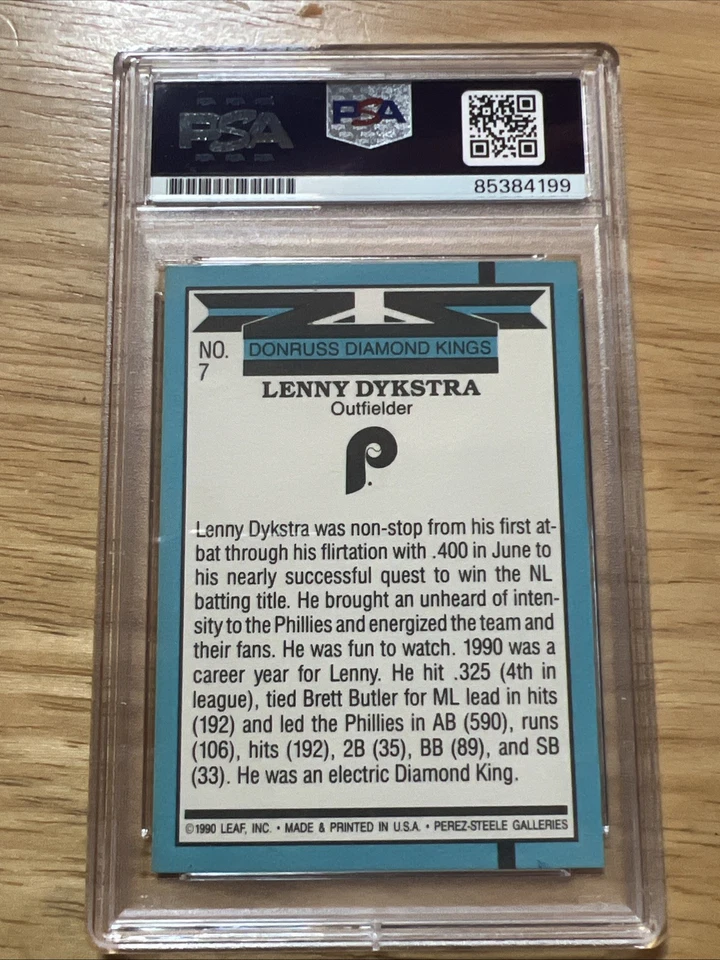 PSA
PSA
85384199
NO.
7
DONRUSS DIAMOND KINGS
LENNY DYKSTRA
Outfielder
P
Lenny Dykstra was non-stop from his first at-
bat through his flirtation with .400 in June to
his nearly successful quest to win the NL
batting title. He brought an unheard of inten-
sity to the Phillies and energized the team and
their fans. He was fun to watch. 1990 was a
career year for Lenny. He hit .325 (4th in
league), tied Brett Butler for ML lead in hits
(192) and led the Phillies in AB (590), runs
(106), hits (192), 2B (35), BB (89), and SB
(33). He was an electric Diamond King.
©1990 LEAF, INC. • MADE & PRINTED IN U.S.A. • PEREZ-STEELE GALLERIES